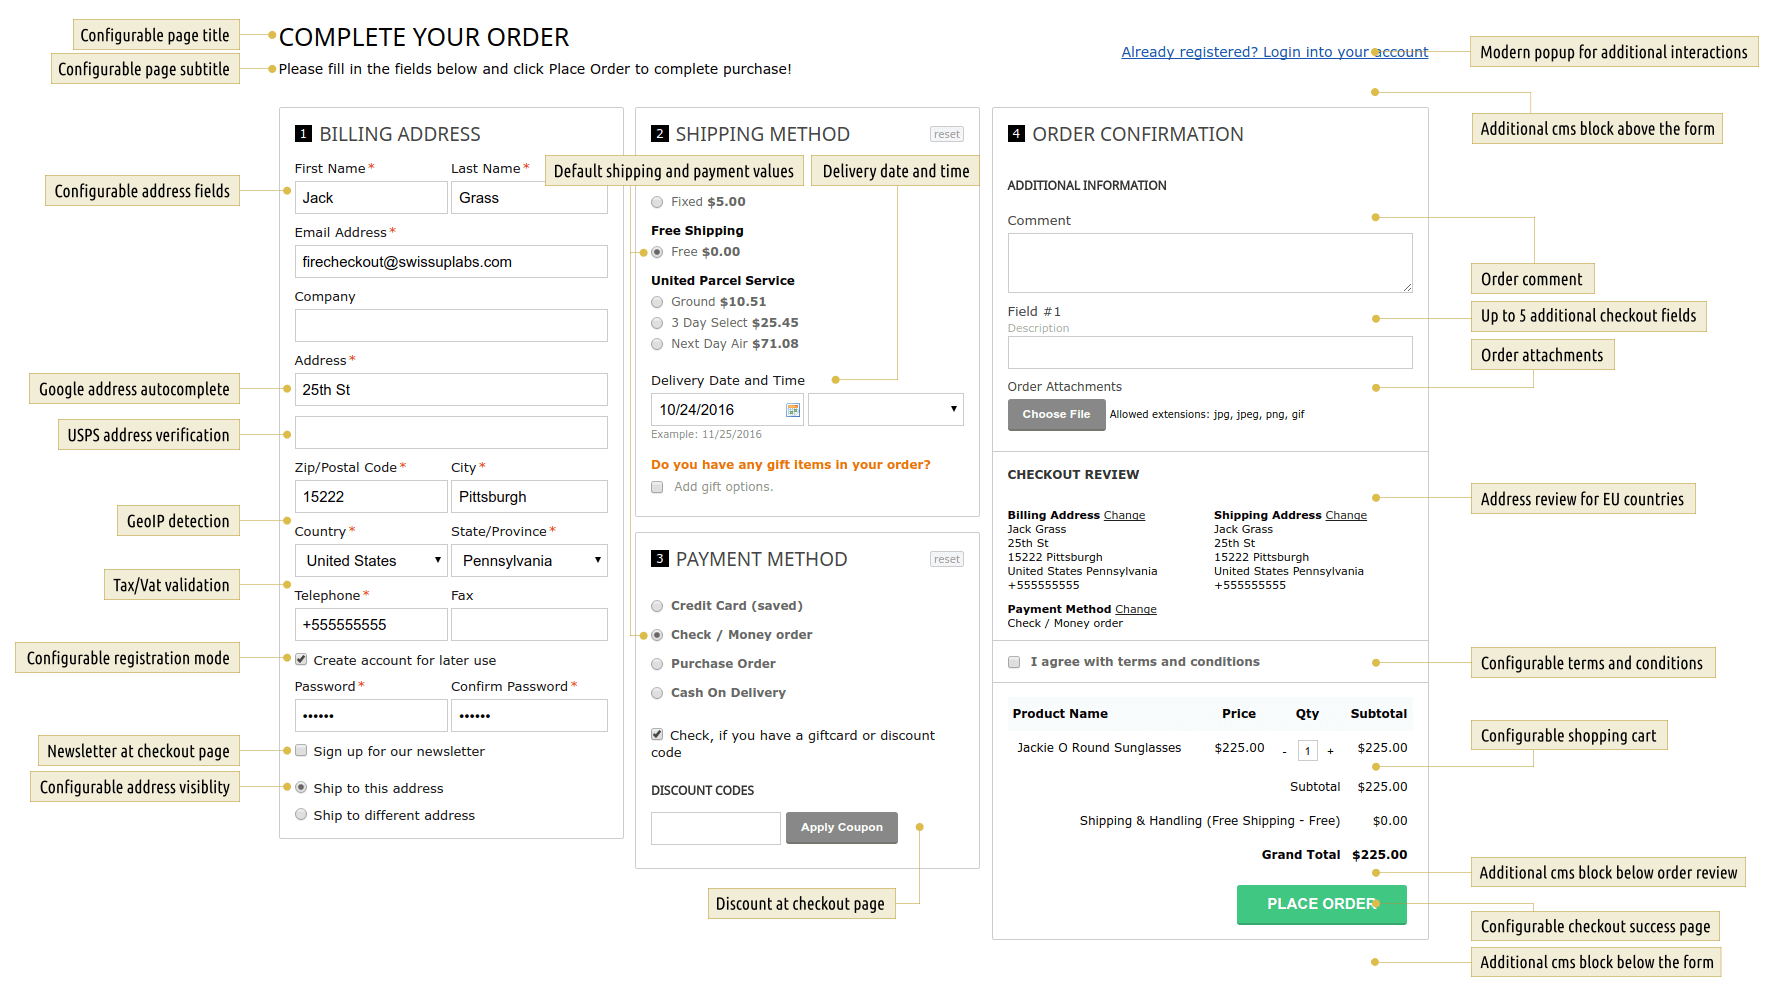 Configurable page title
COMPLETE YOUR ORDER
Configurable page subtitle
Please fill in the fields below and click Place Order to complete purchase!
Already registered? Login into your account
Modern popup for additional interactions
Additional cms block above the form
1 BILLING ADDRESS
First Name*
Last Name*
Configurable address fields
Jack
Grass
Email Address*
firecheckout@swissuplabs.com
Company
Address*
Google address autocomplete
25th St
USPS address verification
Zip/Postal Code*
City*
15222
Pittsburgh
GeoIP detection
Country*
State/Province*
United States
Pennsylvania
Tax/Vat validation
Telephone*
Fax
+555555555
Configurable registration mode
Create account for later use
Password*
Confirm Password*
••••••
••••••
Newsletter at checkout page
Sign up for our newsletter
Configurable address visiblity
Ship to this address
Ship to different address
2 SHIPPING METHOD
reset
Default shipping and payment values
Delivery date and time
Fixed $5.00
Free Shipping
Free $0.00
United Parcel Service
Ground $10.51
3 Day Select $25.45
Next Day Air $71.08
Delivery Date and Time
10/24/2016
Example: 11/25/2016
Do you have any gift items in your order?
Add gift options.
3 PAYMENT METHOD
reset
Credit Card (saved)
Check / Money order
Purchase Order
Cash On Delivery
Check, if you have a giftcard or discount
code
DISCOUNT CODES
Apply Coupon
Discount at checkout page
4 ORDER CONFIRMATION
ADDITIONAL INFORMATION
Comment
Order comment
Field #1
Description
Up to 5 additional checkout fields
Order attachments
Order Attachments
Choose File
Allowed extensions: jpg, jpeg, png, gif
CHECKOUT REVIEW
Address review for EU countries
Billing Address Change
Jack Grass
25th St
15222 Pittsburgh
United States Pennsylvania
+555555555
Shipping Address Change
Jack Grass
25th St
15222 Pittsburgh
United States Pennsylvania
+555555555
Payment Method Change
Check / Money order
I agree with terms and conditions
Configurable terms and conditions
Product Name Price Qty Subtotal
Jackie O Round Sunglasses $225.00 - 1 + $225.00
Configurable shopping cart
Subtotal $225.00
Shipping & Handling (Free Shipping - Free) $0.00
Grand Total $225.00
Additional cms block below order review
PLACE ORDER
Configurable checkout success page
Additional cms block below the form